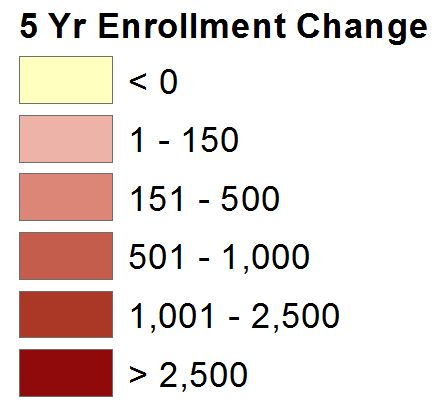 5 Yr Enrollment Change
< 0
1 - 150
151 - 500
501 - 1,000
1,001 - 2,500
> 2,500